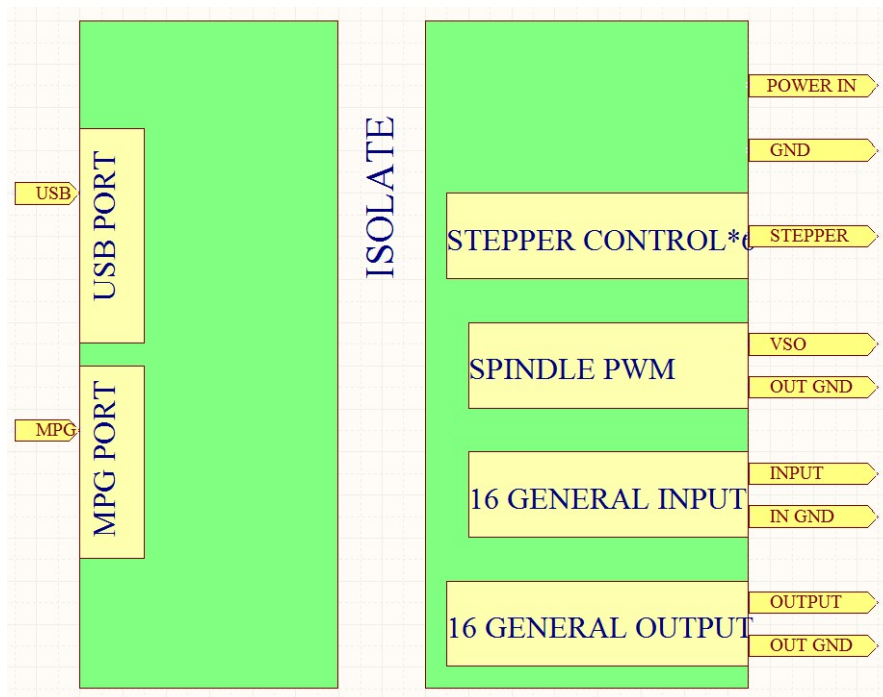 USB
USB PORT
MPG
MPG PORT
ISOLATE
POWER IN
GND
STEPPER CONTROL*6
STEPPER
SPINDLE PWM
VSO
OUT GND
16 GENERAL INPUT
INPUT
IN GND
16 GENERAL OUTPUT
OUTPUT
OUT GND